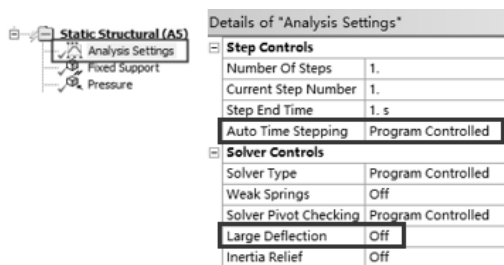 Static Structural (A5)
Analysis Settings
Fixed Support
Pressure
Details of "Analysis Settings"
Step Controls
Number Of Steps 1.
Current Step Number 1.
Step End Time 1. s
Auto Time Stepping Program Controlled
Solver Controls
Solver Type Program Controlled
Weak Springs Off
Solver Pivot Checking Program Controlled
Large Deflection Off
Inertia Relief Off